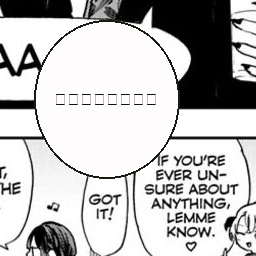 AA
□□□□□□□□
IF YOU'RE
EVER UN-
SURE ABOUT
ANYTHING,
LEMME
KNOW.
♡
GOT
IT!
T,
THE